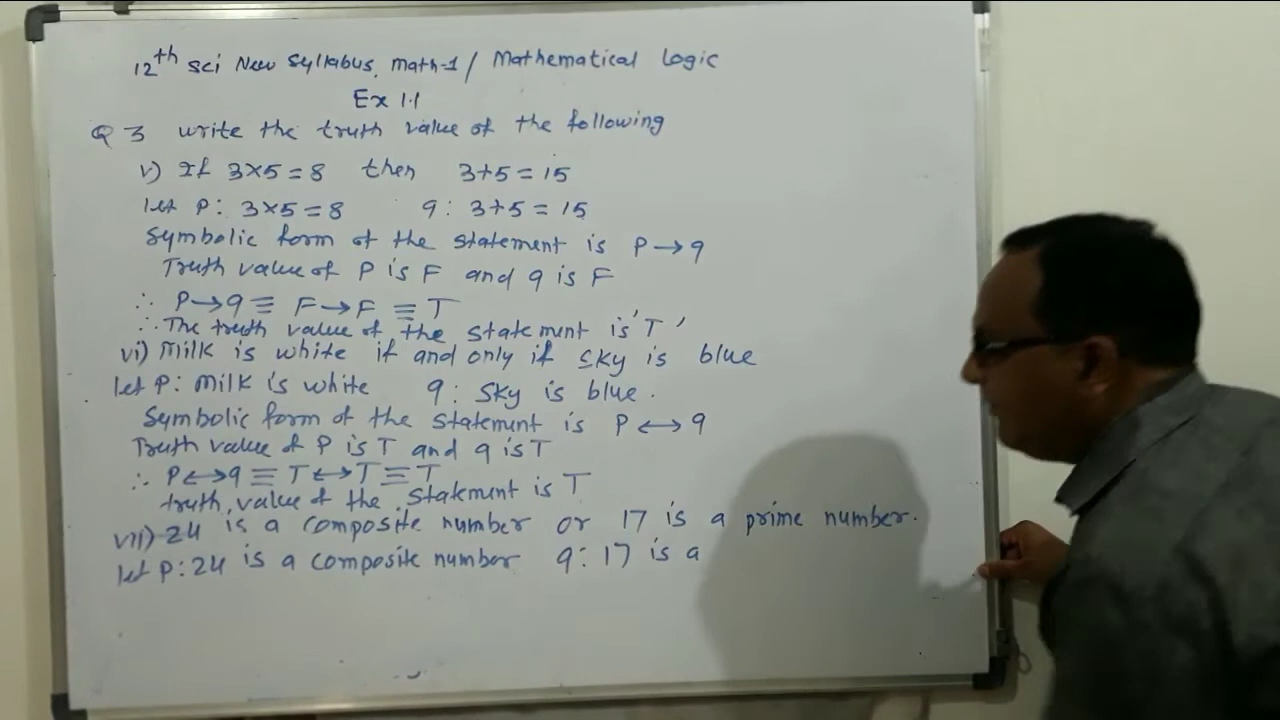 12th sci New Syllabus, math-1 / Mathematical Logic
Ex 1.1
Q 3 write the truth value of the following
v) If 3×5=8 then 3+5=15
let P: 3×5=8 q: 3+5=15
Symbolic form of the statement is P→q
Truth value of P is F and q is F
∴ P→q ≡ F→F ≡ T
∴ The truth value of the statement is 'T'
vi) Milk is white if and only if sky is blue
let P: Milk is white q: sky is blue.
Symbolic form of the statement is P↔q
Truth value of P is T and q is T
∴ P↔q ≡ T↔T ≡ T
truth value of the statement is T
vii) 24 is a composite number or 17 is a prime number.
let P: 24 is a composite number q: 17 is a